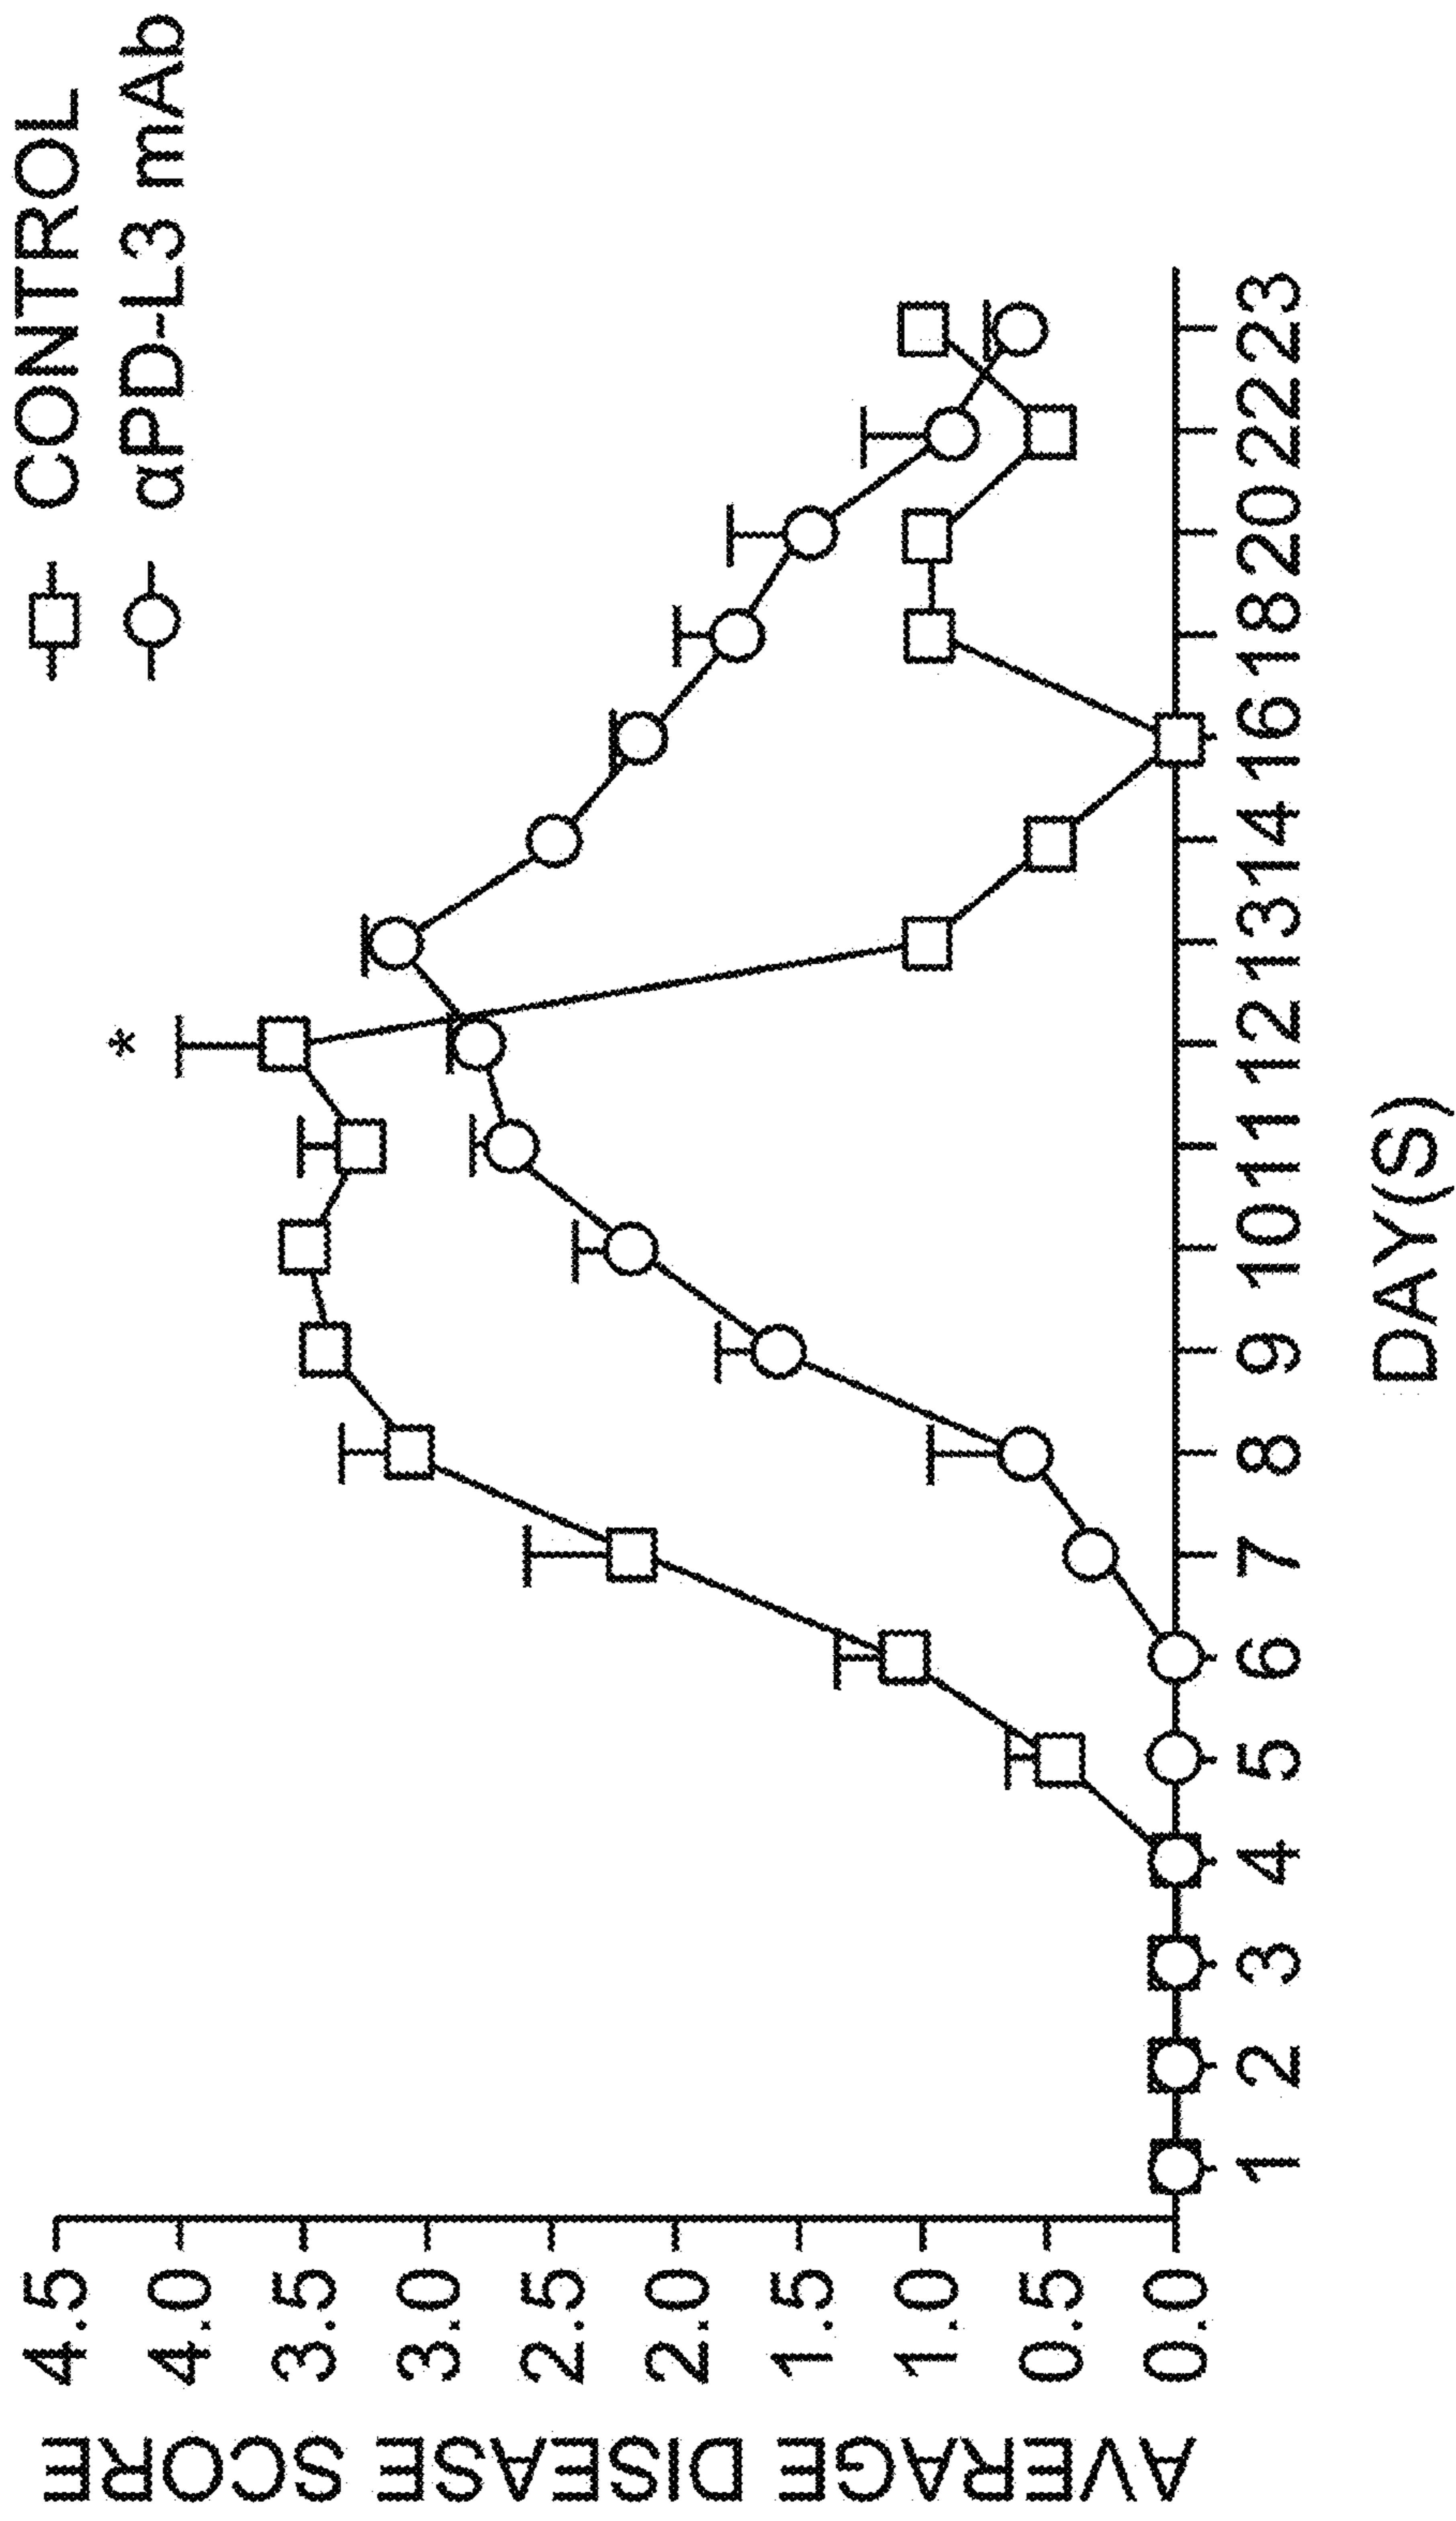 CONTROL
αPD-L3 mAb
*
AVERAGE DISEASE SCORE
4.5
4.0
3.5
3.0
2.5
2.0
1.5
1.0
0.5
0.0
1 2 3 4 5 6 7 8 9 10 11 12 13 14 16 18 20 22 23
DAY(S)